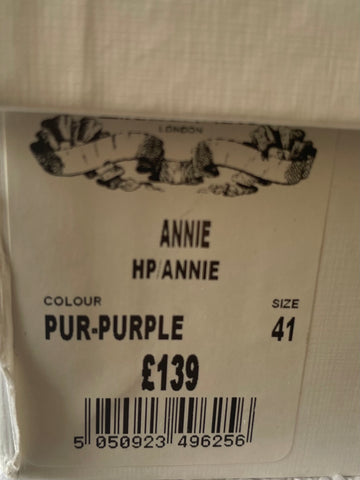 LONDON
ANNIE
HP/ANNIE
COLOUR SIZE
PUR-PURPLE 41
£139
5 050923 496256